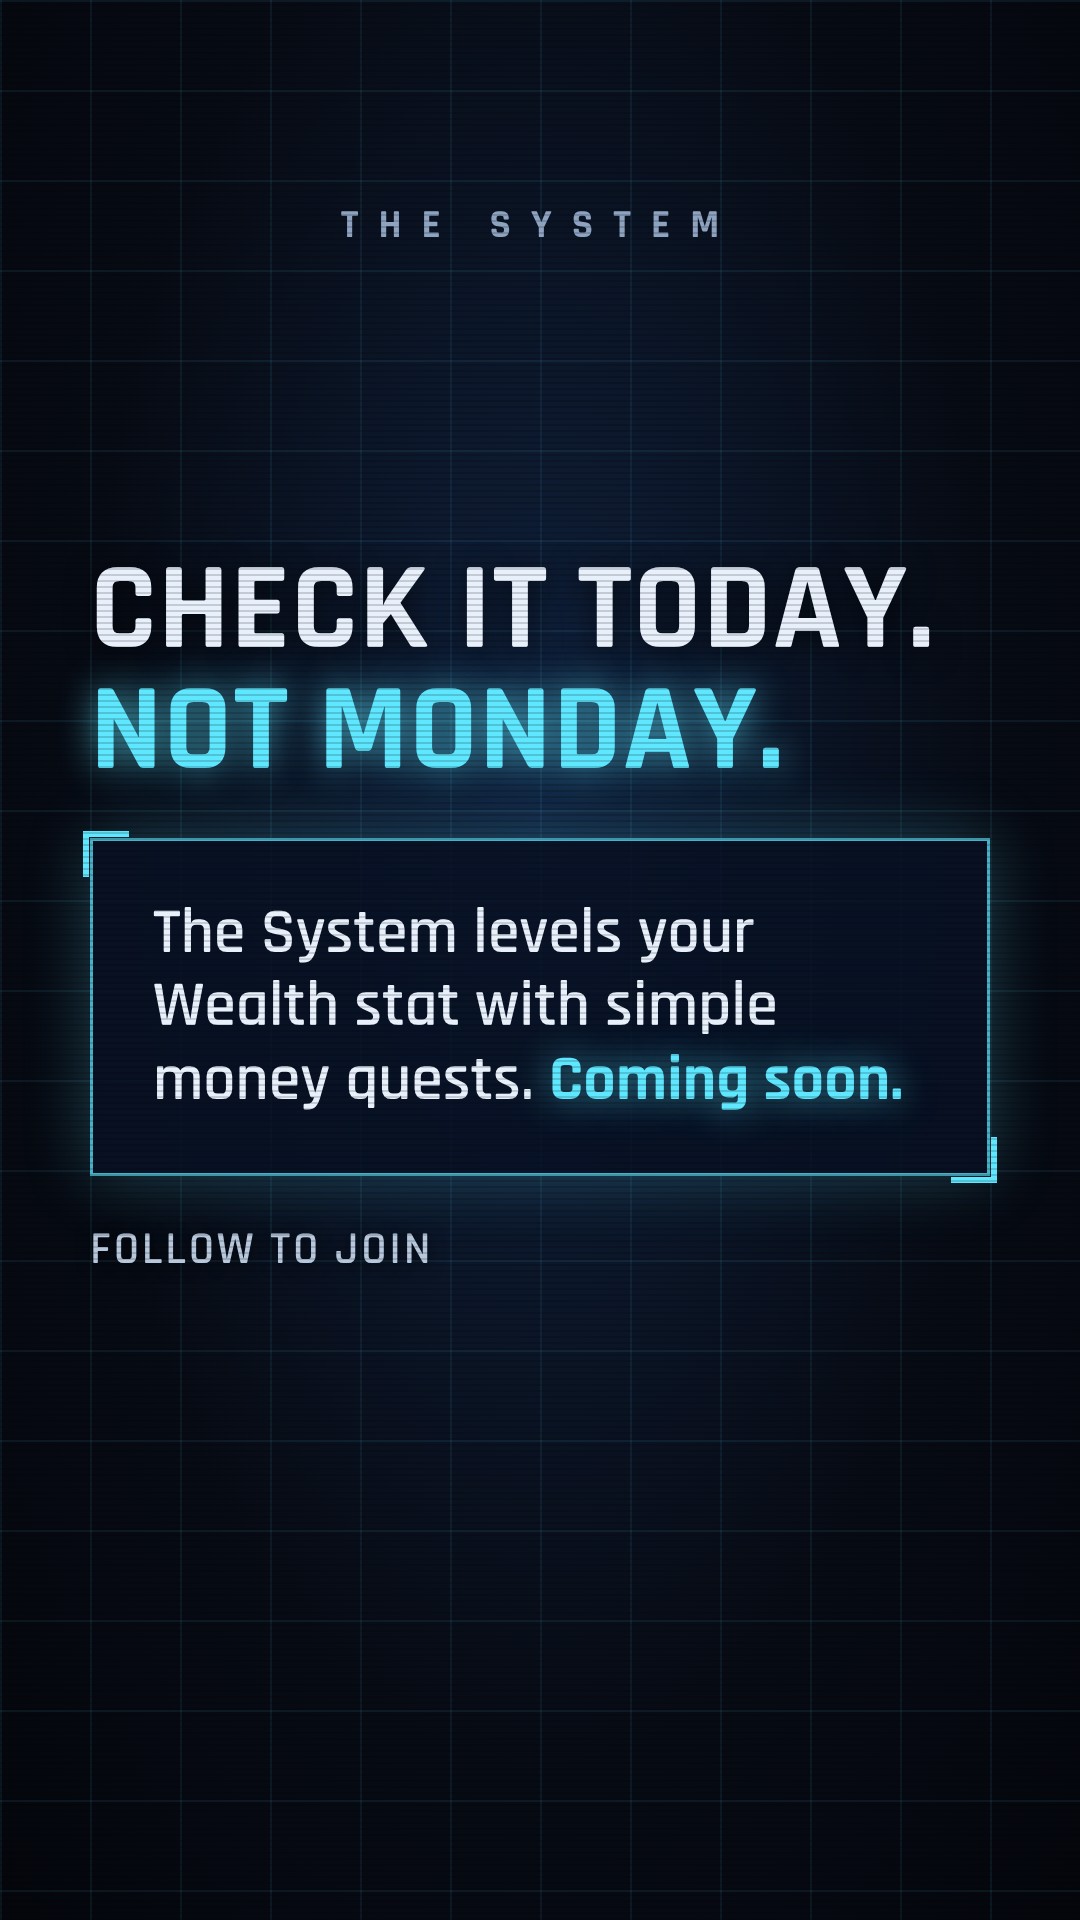 THE SYSTEM
CHECK IT TODAY.
NOT MONDAY.
The System levels your
Wealth stat with simple
money quests. Coming soon.
FOLLOW TO JOIN